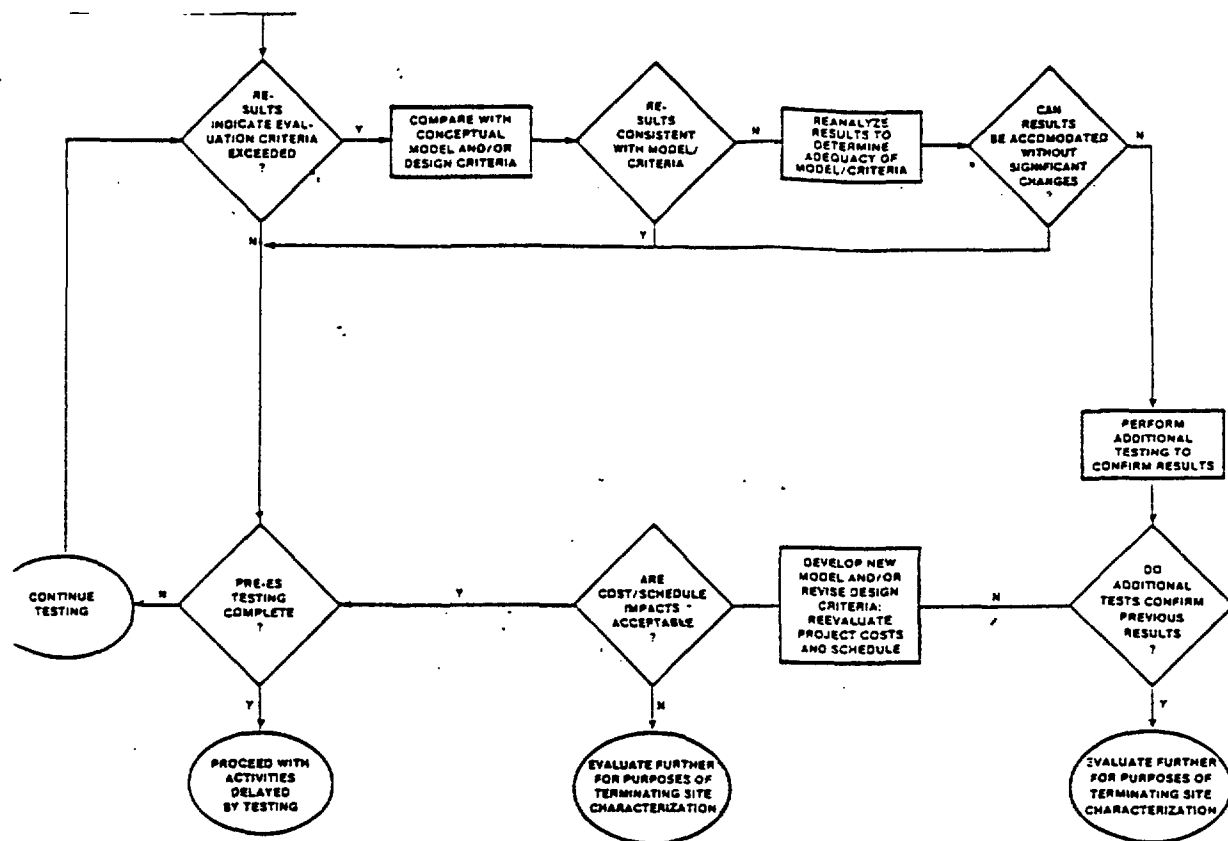 RE-
SULTS
INDICATE EVAL-
UATION CRITERIA
EXCEEDED
?
Y
N
COMPARE WITH
CONCEPTUAL
MODEL AND/OR
DESIGN CRITERIA
RE-
SULTS
CONSISTENT
WITH MODEL/
CRITERIA
N
Y
REANALYZE
RESULTS TO
DETERMINE
ADEQUACY OF
MODEL/CRITERIA
CAN
RESULTS
BE ACCDMODATED
WITHOUT
SIGNIFICANT
CHANGES
?
N
PERFORM
ADDITIONAL
TESTING TO
CONFIRM RESULTS
CONTINUE
TESTING
N
PRE-ES
TESTING
COMPLETE
?
Y
Y
ARE
COST/SCHEDULE
IMPACTS
ACCEPTABLE
?
N
DEVELOP NEW
MODEL AND/OR
REVISE DESIGN
CRITERIA:
REEVALUATE
PROJECT COSTS
AND SCHEDULE
N
DO
ADDITIONAL
TESTS CONFIRM
PREVIOUS
RESULTS
?
Y
PROCEED WITH
ACTIVITIES
DELAYED
BY TESTING
EVALUATE FURTHER
FOR PURPOSES OF
TERMINATING SITE
CHARACTERIZATION
EVALUATE FURTHER
FOR PURPOSES OF
TERMINATING SITE
CHARACTERIZATION